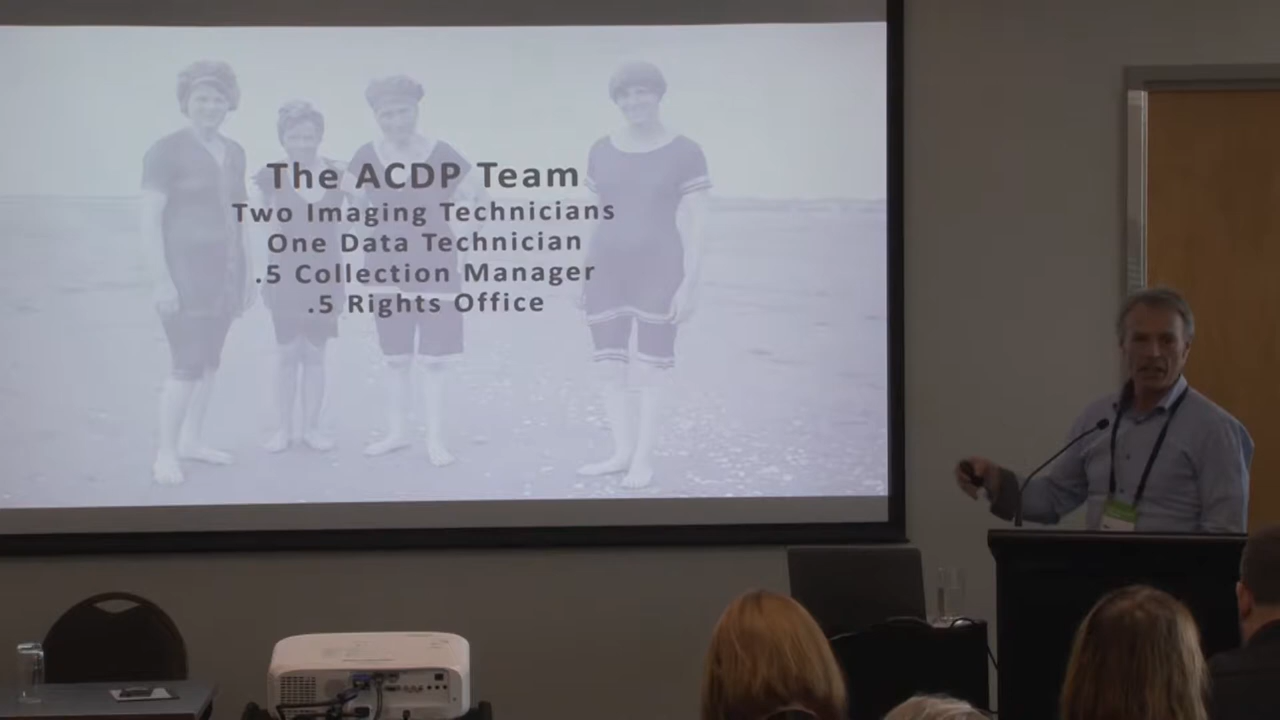 The ACDP Team
Two Imaging Technicians
One Data Technician
.5 Collection Manager
.5 Rights Office